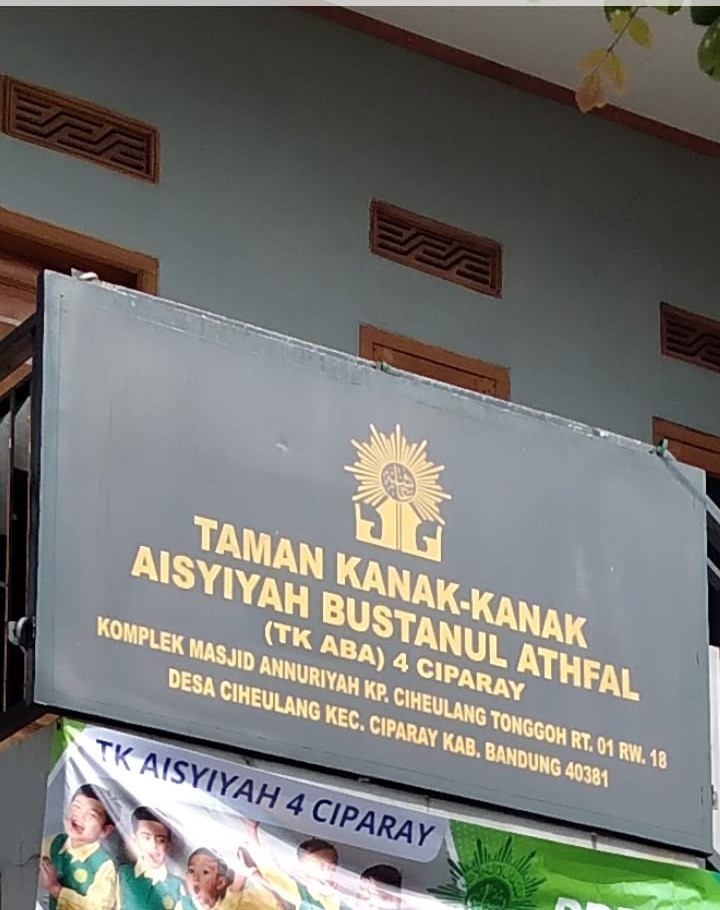 TAMAN KANAK-KANAK
AISYIYAH BUSTANUL ATHFAL
(TK ABA) 4 CIPARAY
KOMPLEK MASJID ANNURIYAH KP. CIHEULANG TONGGOH RT. 01 RW. 18
DESA CIHEULANG KEC. CIPARAY KAB. BANDUNG 40381
TK AISYIYAH 4 CIPARAY